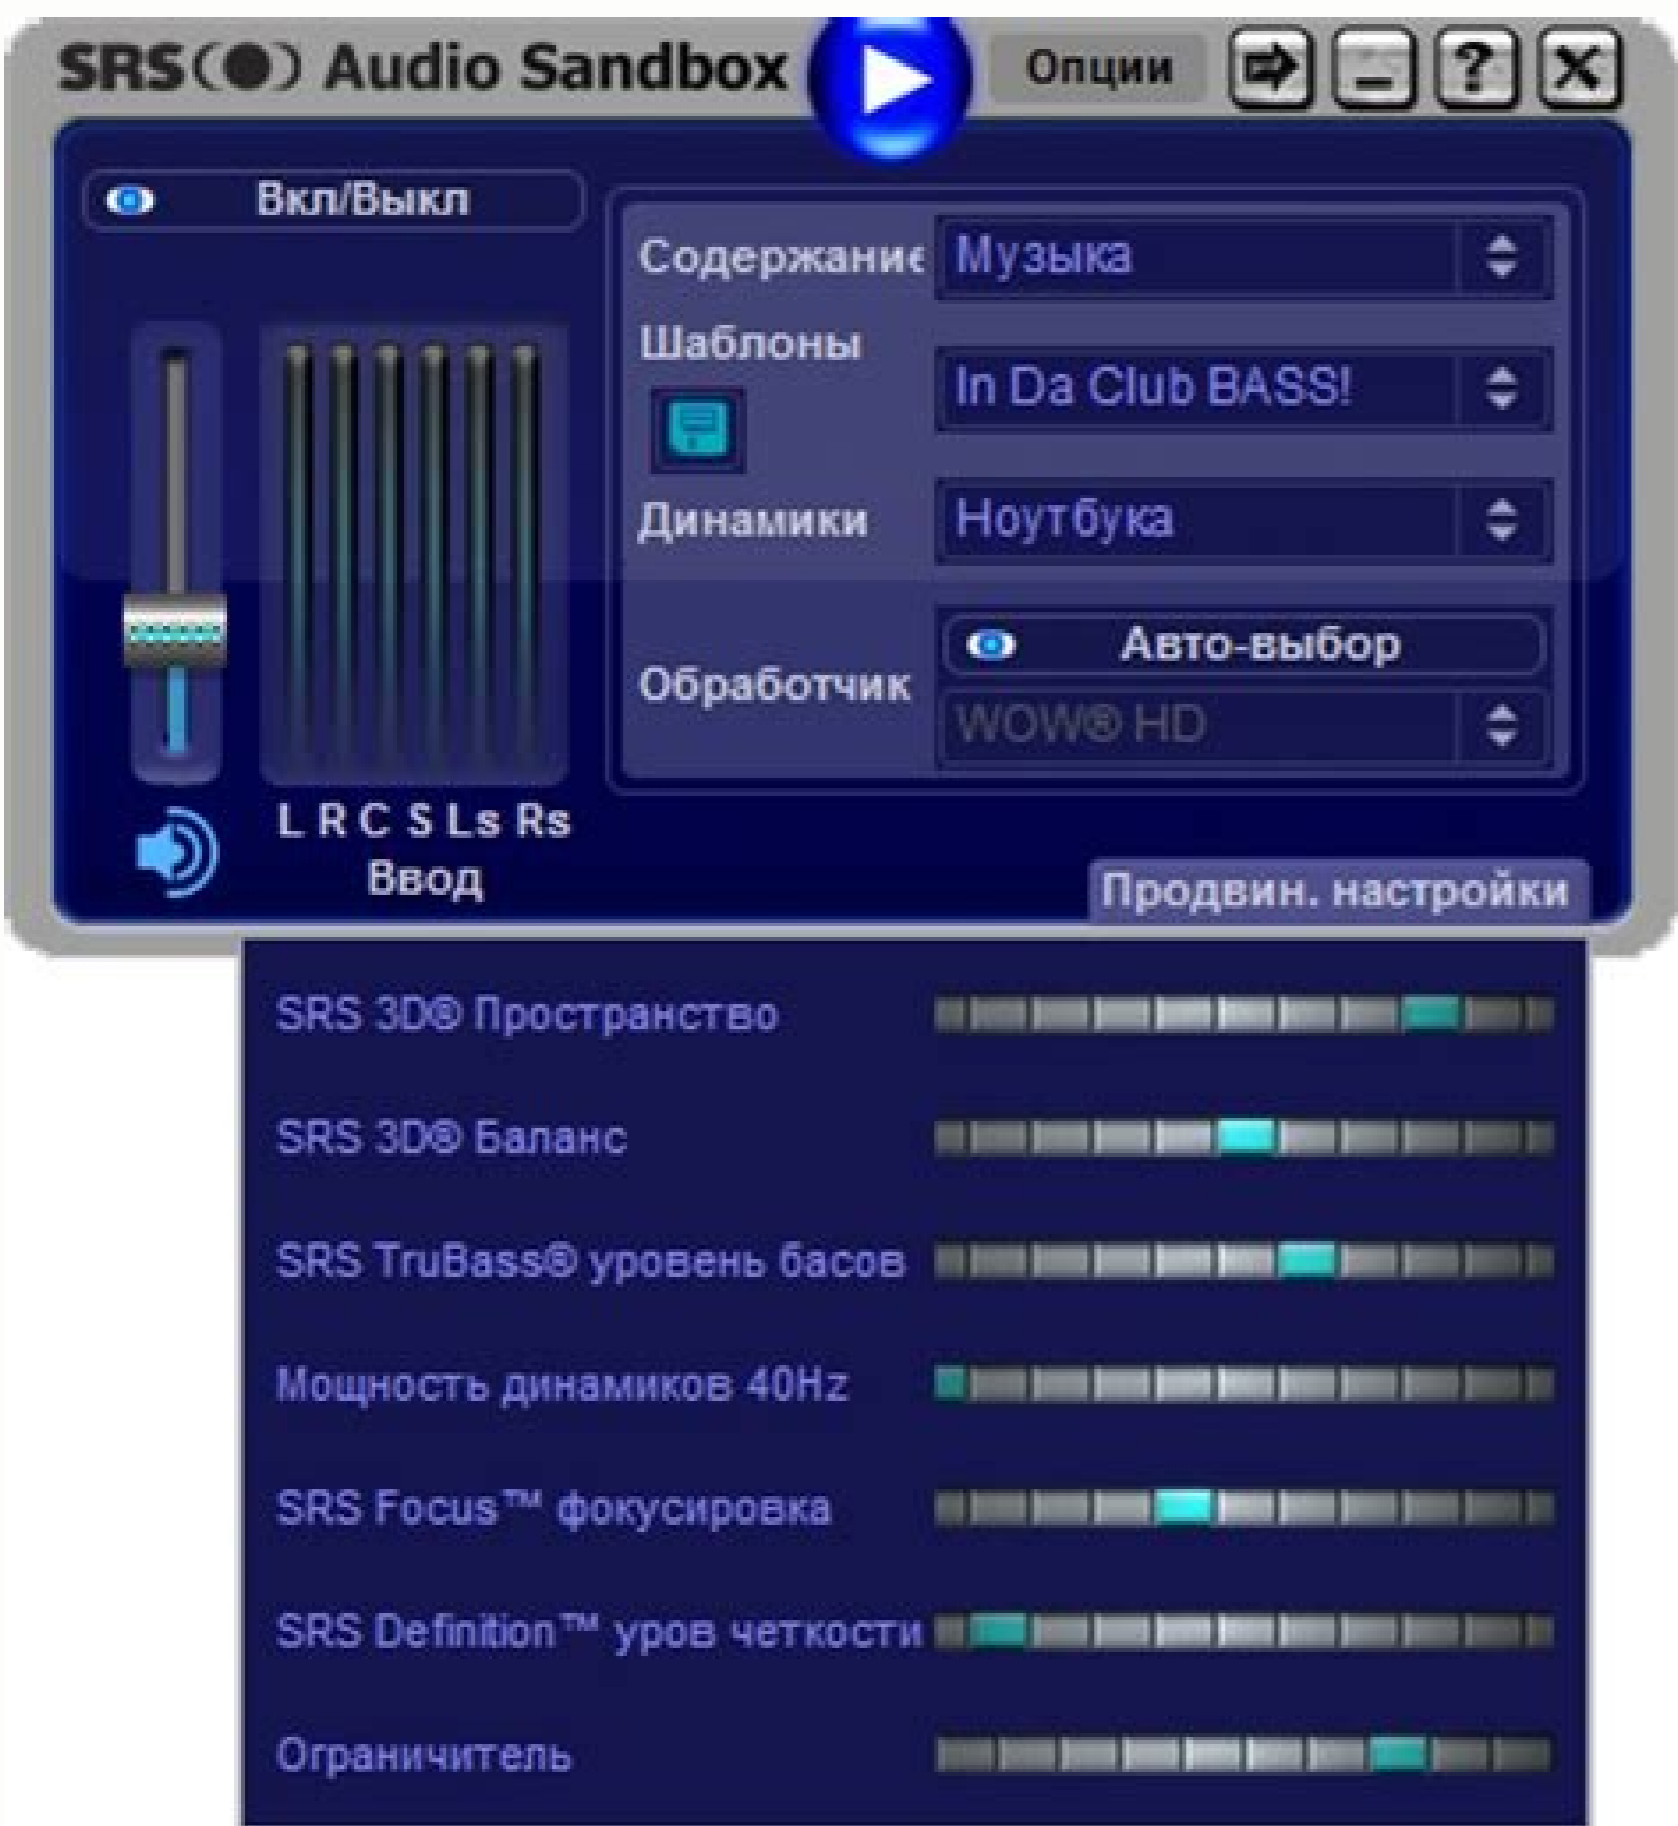 SRS(●) Audio Sandbox
Опции
?
Вкл/Выкл
Содержание
Музыка
Шаблоны
In Da Club BASS!
Динамики
Ноутбука
Обработчик
Авто-выбор
WOW® HD
L R C S Ls Rs
Ввод
Продвин. настройки
SRS 3D® Пространство
SRS 3D® Баланс
SRS TruBass® уровень басов
Мощность динамиков 40Hz
SRS Focus™ фокусировка
SRS Definition™ уров четкости
Ограничитель